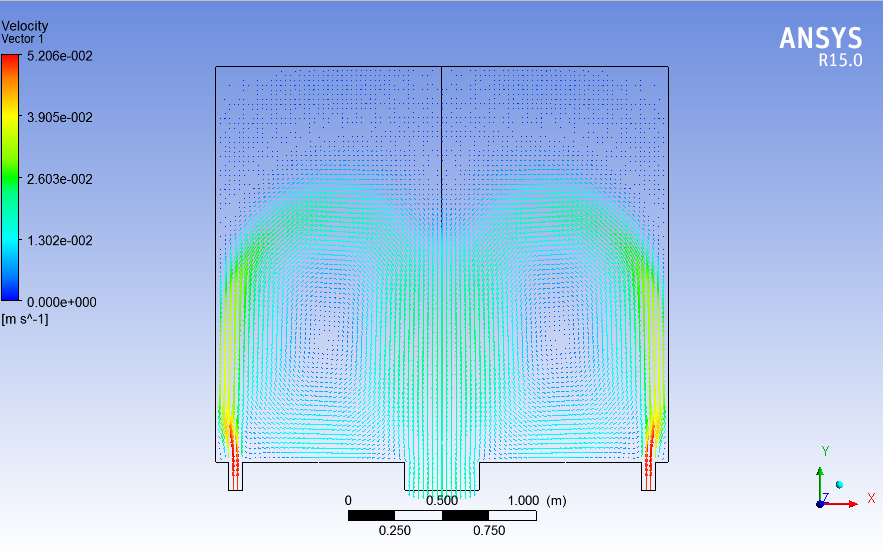 Velocity
Vector 1
5.206e-002
3.905e-002
2.603e-002
1.302e-002
0.000e+000
[m s^-1]
ANSYS
R15.0
0 0.500 1.000 (m)
0.250 0.750
Y
Z X